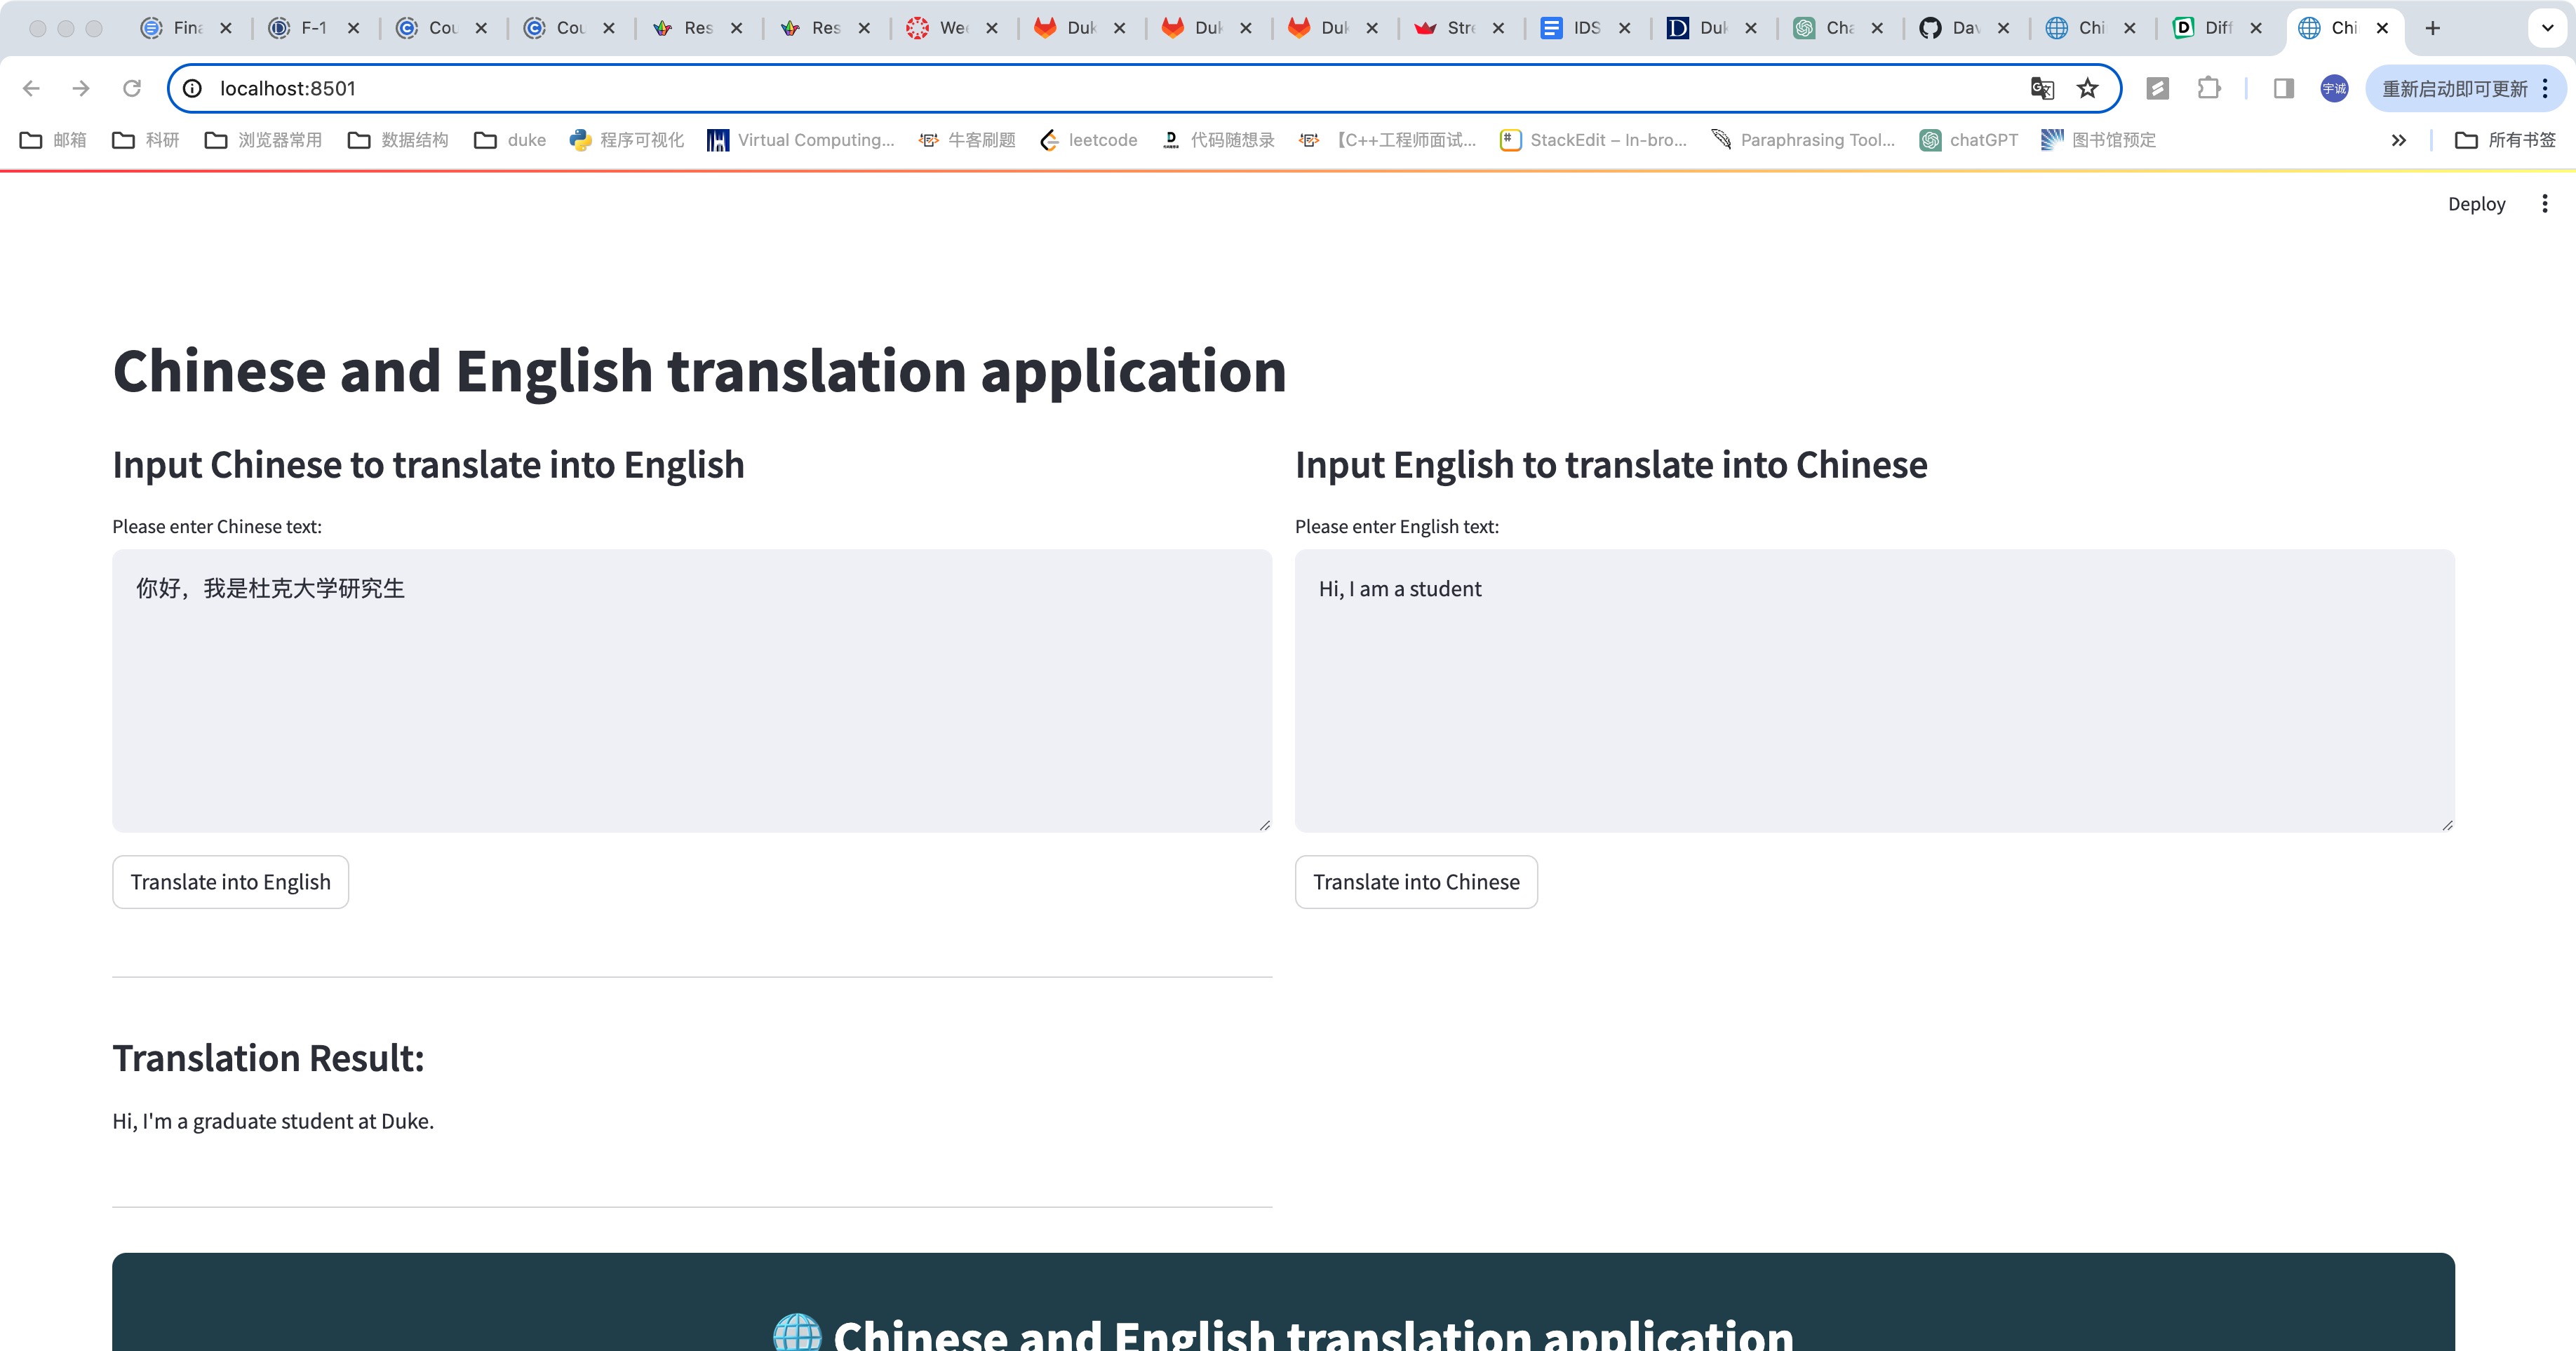 Fina
F-1
Cou
Cou
Res
Res
Wee
Duk
Duk
Duk
Stre
IDS
Duk
Cha
Dav
Chi
Diff
Chi
localhost:8501
宇诚
重新启动即可更新
邮箱
科研
浏览器常用
数据结构
duke
程序可视化
Virtual Computing...
牛客刷题
leetcode
代码随想录
【C++工程师面试...
StackEdit – In-bro...
Paraphrasing Tool...
chatGPT
图书馆预定
所有书签
Deploy
Chinese and English translation application
Input Chinese to translate into English
Please enter Chinese text:
你好，我是杜克大学研究生
Translate into English
Input English to translate into Chinese
Please enter English text:
Hi, I am a student
Translate into Chinese
Translation Result:
Hi, I'm a graduate student at Duke.
Chinese and English translation application